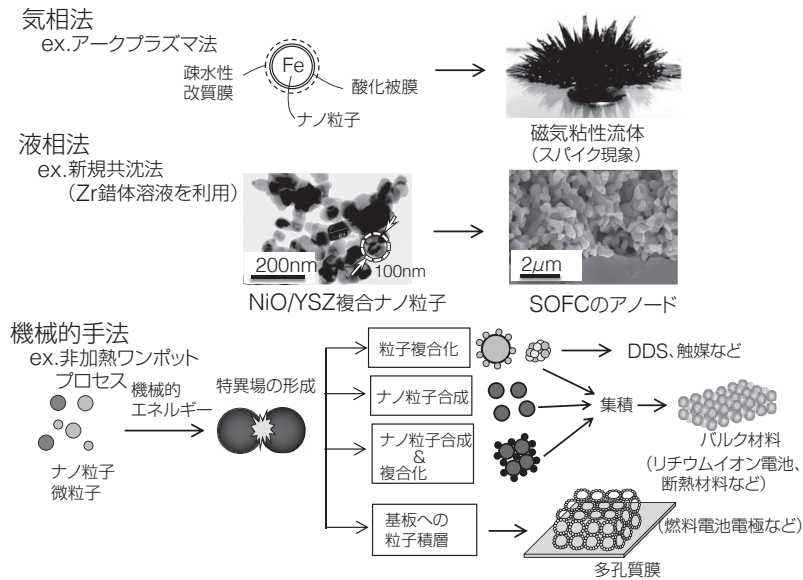 気相法
ex.アークプラズマ法
疎水性
改質膜
Fe
酸化被膜
ナノ粒子
磁気粘性流体
(スパイク現象)
液相法
ex.新規共沈法
(Zr錯体溶液を利用)
200nm
100nm
NiO/YSZ複合ナノ粒子
2μm
SOFCのアノード
機械的手法
ex.非加熱ワンポット
プロセス
機械的
エネルギー
ナノ粒子
微粒子
特異場の形成
粒子複合化
DDS、触媒など
ナノ粒子合成
集積
ナノ粒子合成
&
複合化
バルク材料
(リチウムイオン電池、
断熱材料など)
基板への
粒子積層
(燃料電池電極など)
多孔質膜